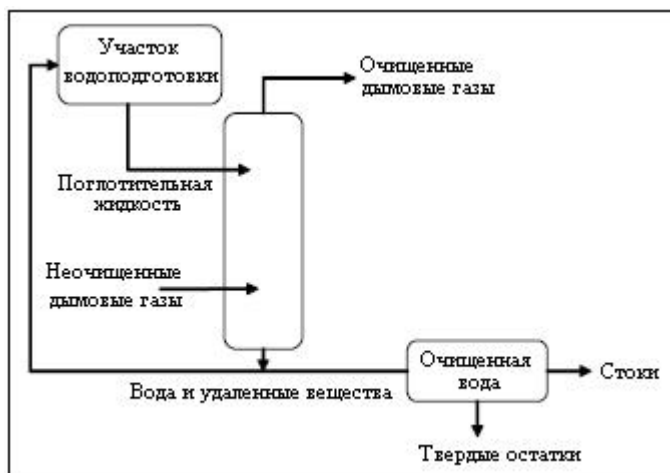 Участок
водоподготовки
Очищенные
дымовые газы
Поглотительная
жидкость
Неочищенные
дымовые газы
Очищенная
вода
Стоки
Вода и удаленные вещества
Твердые остатки